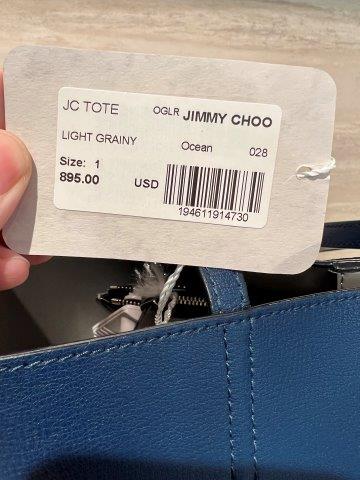 JC TOTE OGLR JIMMY CHOO
LIGHT GRAINY Ocean 028
Size: 1
895.00 USD
194611914730